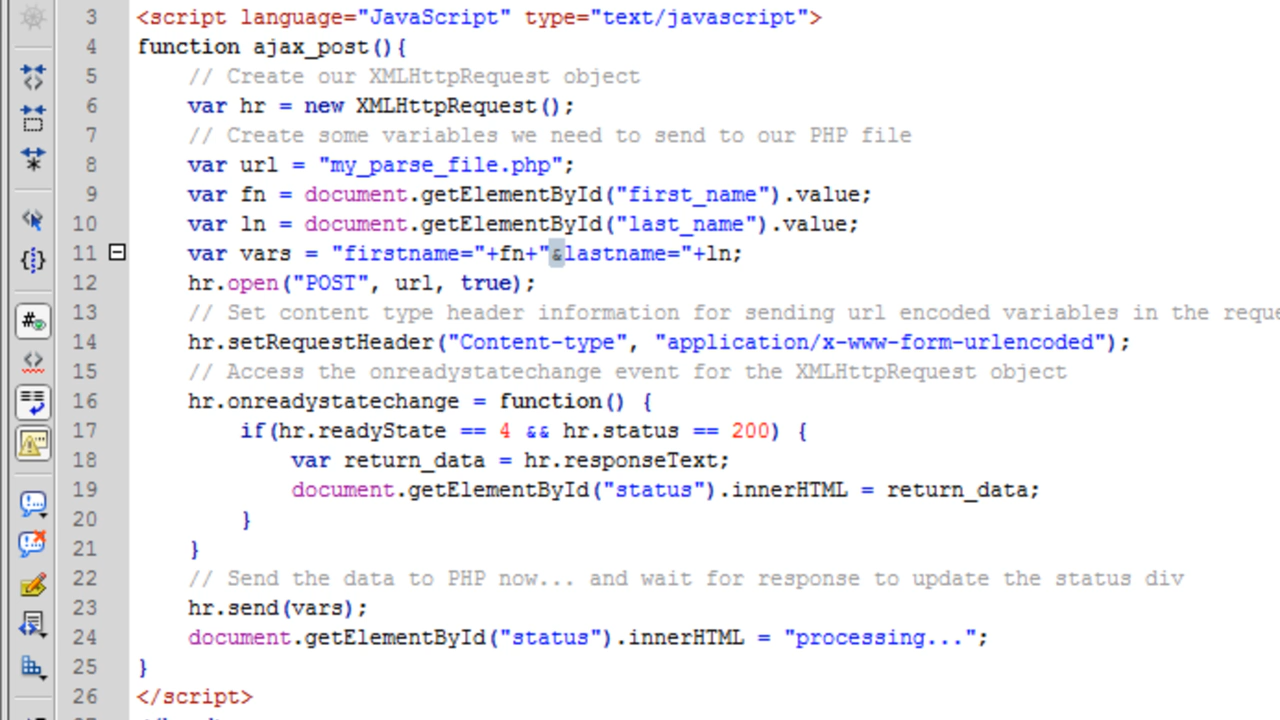 3 <script language="JavaScript" type="text/javascript">
4 function ajax_post(){
5 // Create our XMLHttpRequest object
6 var hr = new XMLHttpRequest();
7 // Create some variables we need to send to our PHP file
8 var url = "my_parse_file.php";
9 var fn = document.getElementById("first_name").value;
10 var ln = document.getElementById("last_name").value;
11 var vars = "firstname="+fn+"&lastname="+ln;
12 hr.open("POST", url, true);
13 // Set content type header information for sending url encoded variables in the reque
14 hr.setRequestHeader("Content-type", "application/x-www-form-urlencoded");
15 // Access the onreadystatechange event for the XMLHttpRequest object
16 hr.onreadystatechange = function() {
17 if(hr.readyState == 4 && hr.status == 200) {
18 var return_data = hr.responseText;
19 document.getElementById("status").innerHTML = return_data;
20 }
21 }
22 // Send the data to PHP now... and wait for response to update the status div
23 hr.send(vars);
24 document.getElementById("status").innerHTML = "processing...";
25 }
26 </script>